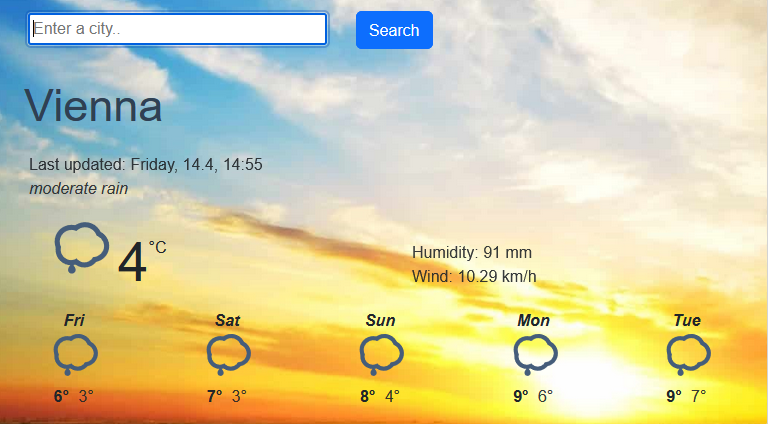 Enter a city..
Search
Vienna
Last updated: Friday, 14.4, 14:55
moderate rain
4 °C
Humidity: 91 mm
Wind: 10.29 km/h
Fri Sat Sun Mon Tue
6° 3° 7° 3° 8° 4° 9° 6° 9° 7°